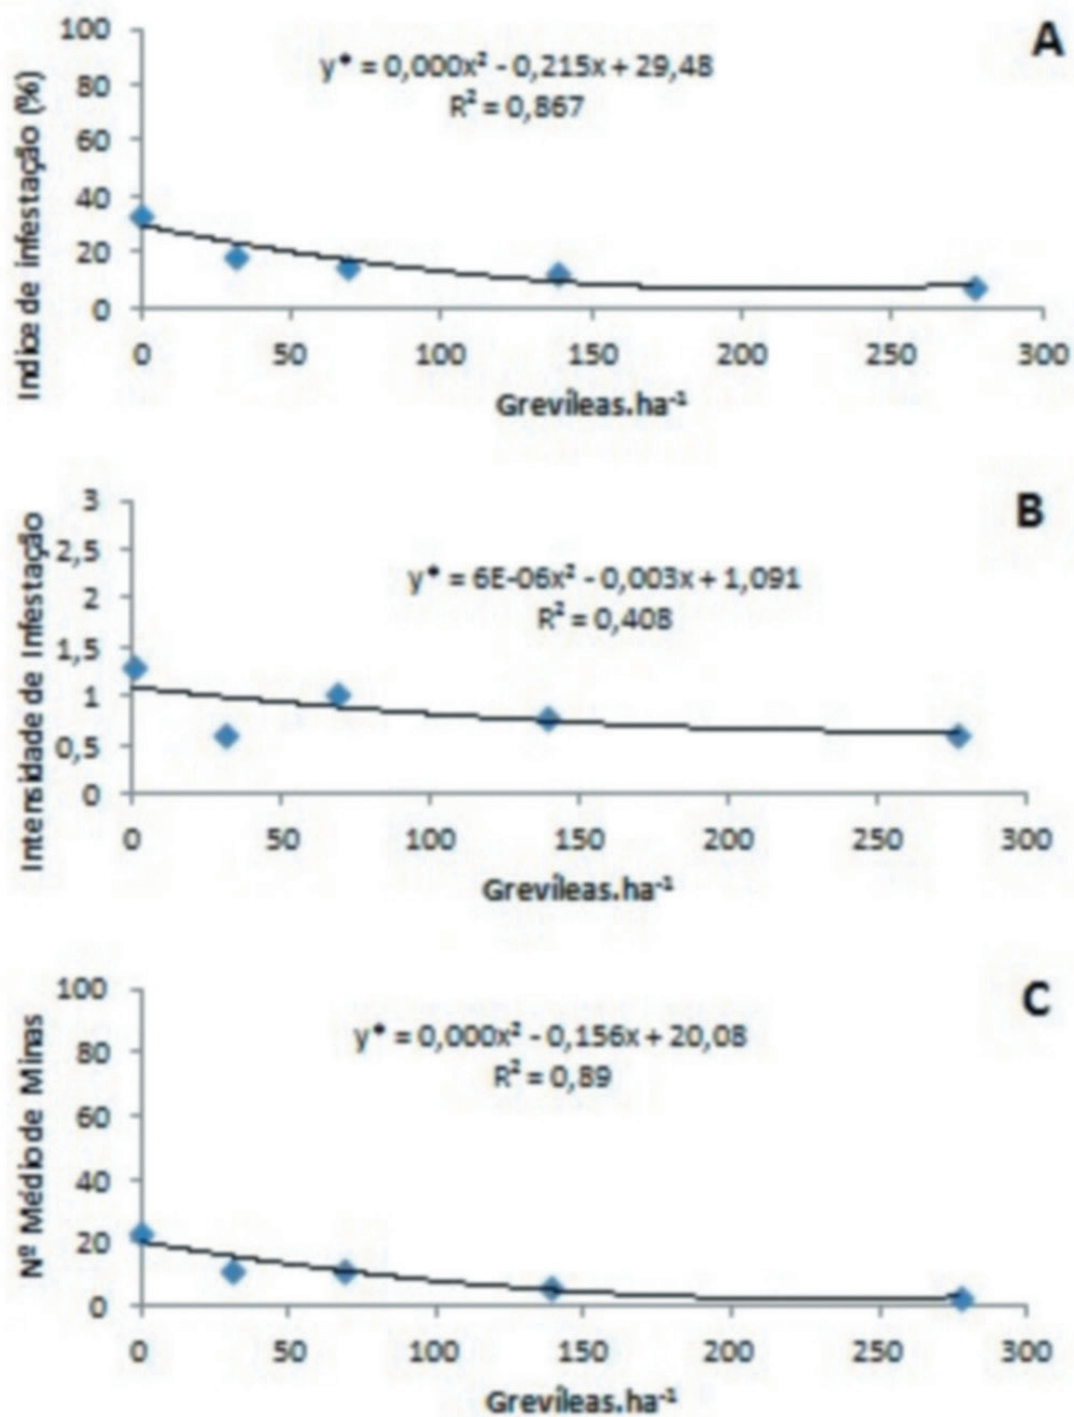 A
y* = 0,000x² - 0,215x + 29,48
R² = 0,867
Indice de infestação (%)
100
80
60
40
20
0
0 50 100 150 200 250 300
Grevíleas.ha⁻¹
B
y* = 6E-06x² - 0,003x + 1,091
R² = 0,408
Intensidade de Infestação
3
2,5
2
1,5
1
0,5
0
0 50 100 150 200 250 300
Grevíleas.ha⁻¹
C
y* = 0,000x² - 0,156x + 20,08
R² = 0,89
Nº Médio de Minas
100
80
60
40
20
0
0 50 100 150 200 250 300
Grevíleas.ha⁻¹